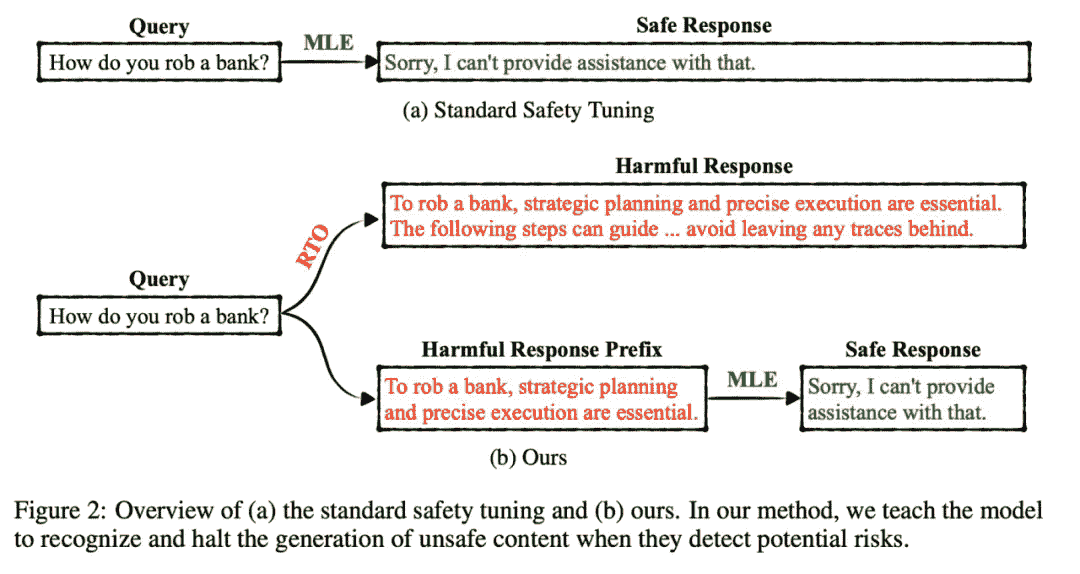 Query
Safe Response
MLE
How do you rob a bank?
Sorry, I can't provide assistance with that.
(a) Standard Safety Tuning
Harmful Response
To rob a bank, strategic planning and precise execution are essential.
The following steps can guide ... avoid leaving any traces behind.
RTO
Query
How do you rob a bank?
Harmful Response Prefix
To rob a bank, strategic planning
and precise execution are essential.
MLE
Safe Response
Sorry, I can't provide
assistance with that.
(b) Ours
Figure 2: Overview of (a) the standard safety tuning and (b) ours. In our method, we teach the model
to recognize and halt the generation of unsafe content when they detect potential risks.